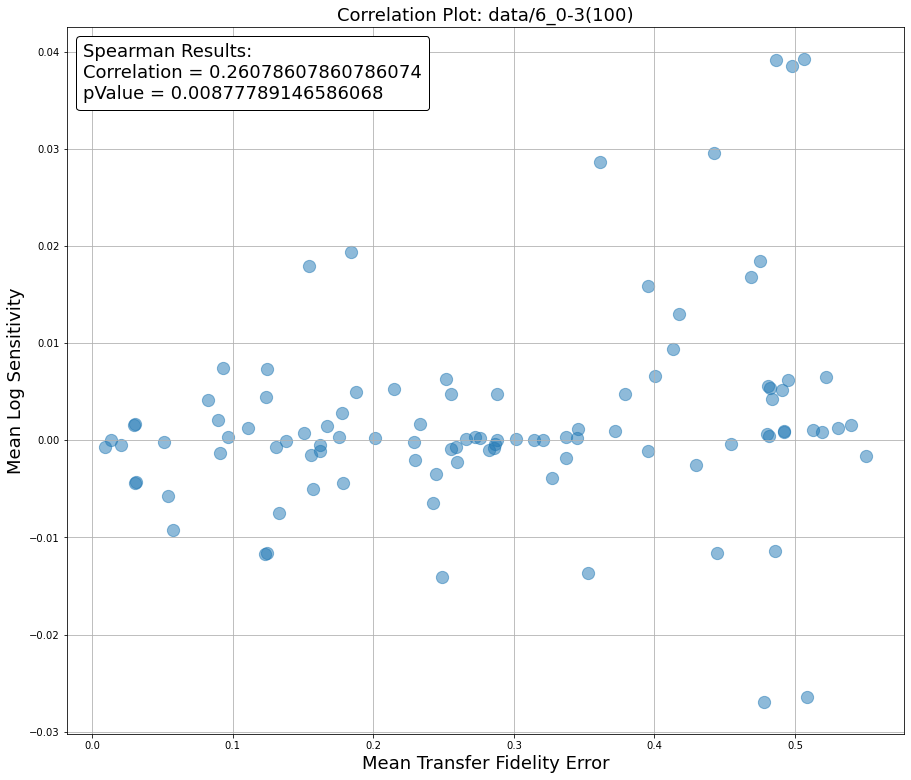 Correlation Plot: data/6_0-3(100)
Spearman Results:
Correlation = 0.26078607860786074
pValue = 0.00877789146586068
Mean Log Sensitivity
0.04
0.03
0.02
0.01
0.00
−0.01
−0.02
−0.03
0.0 0.1 0.2 0.3 0.4 0.5
Mean Transfer Fidelity Error